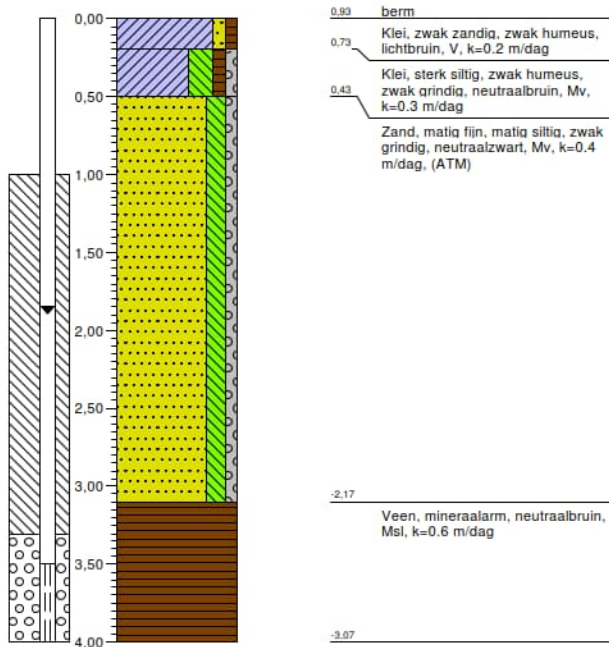 0,00
0,50
1,00
1,50
2,00
2,50
3,00
3,50
4,00
0,93 berm
Klei, zwak zandig, zwak humeus,
0,73 lichtbruin, V, k=0.2 m/dag
Klei, sterk siltig, zwak humeus,
0,43 zwak grindig, neutraalbruin, Mv,
k=0.3 m/dag
Zand, matig fijn, matig siltig, zwak
grindig, neutraalzwart, Mv, k=0.4
m/dag, (ATM)
-2,17
Veen, mineraalarm, neutraalbruin,
Msl, k=0.6 m/dag
-3,07